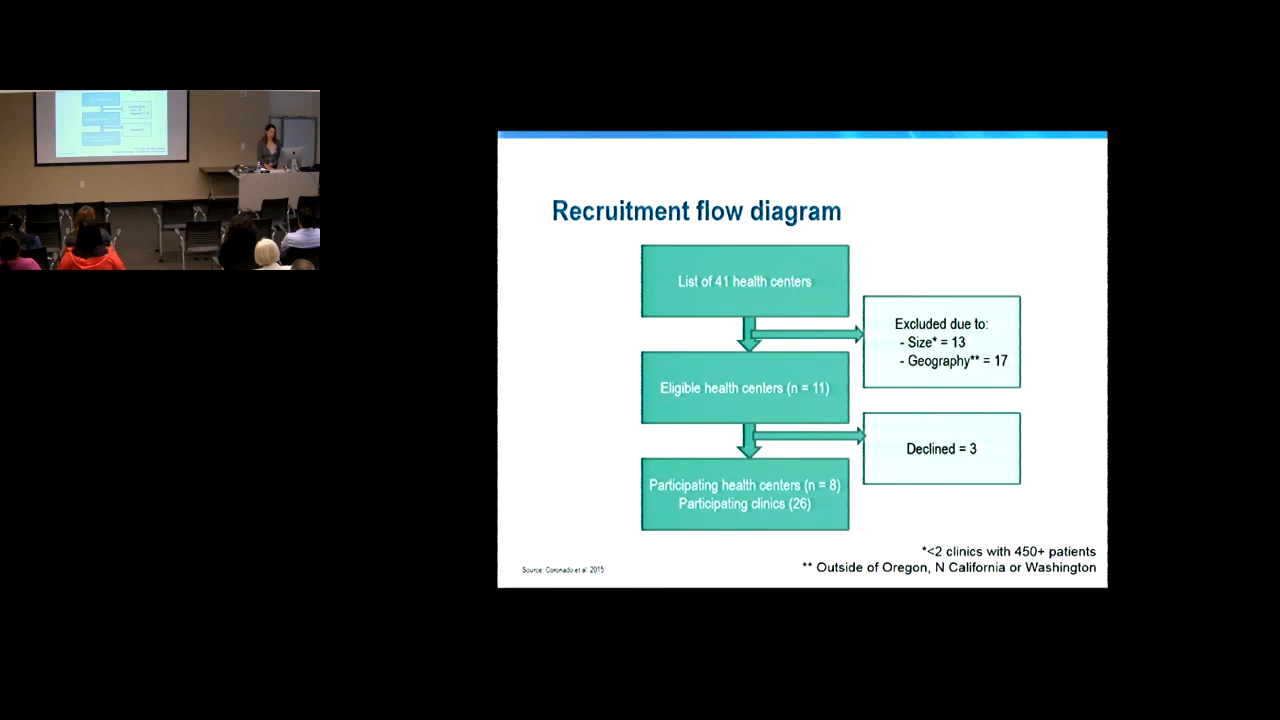 Recruitment flow diagram
List of 41 health centers
Excluded due to:
- Size* = 13
- Geography** = 17
Eligible health centers (n = 11)
Declined = 3
Participating health centers (n = 8)
Participating clinics (26)
*<2 clinics with 450+ patients
** Outside of Oregon, N California or Washington
Source: Coronado et al. 2015